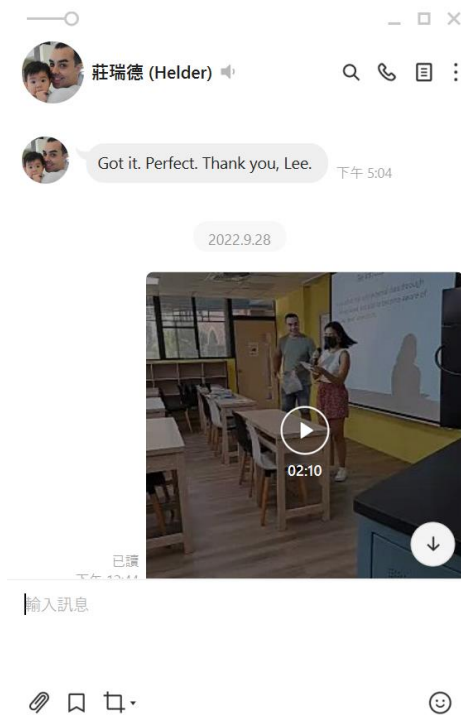 莊瑞德 (Helder)
Got it. Perfect. Thank you, Lee.
下午 5:04
2022.9.28
02:10
已讀
輸入訊息